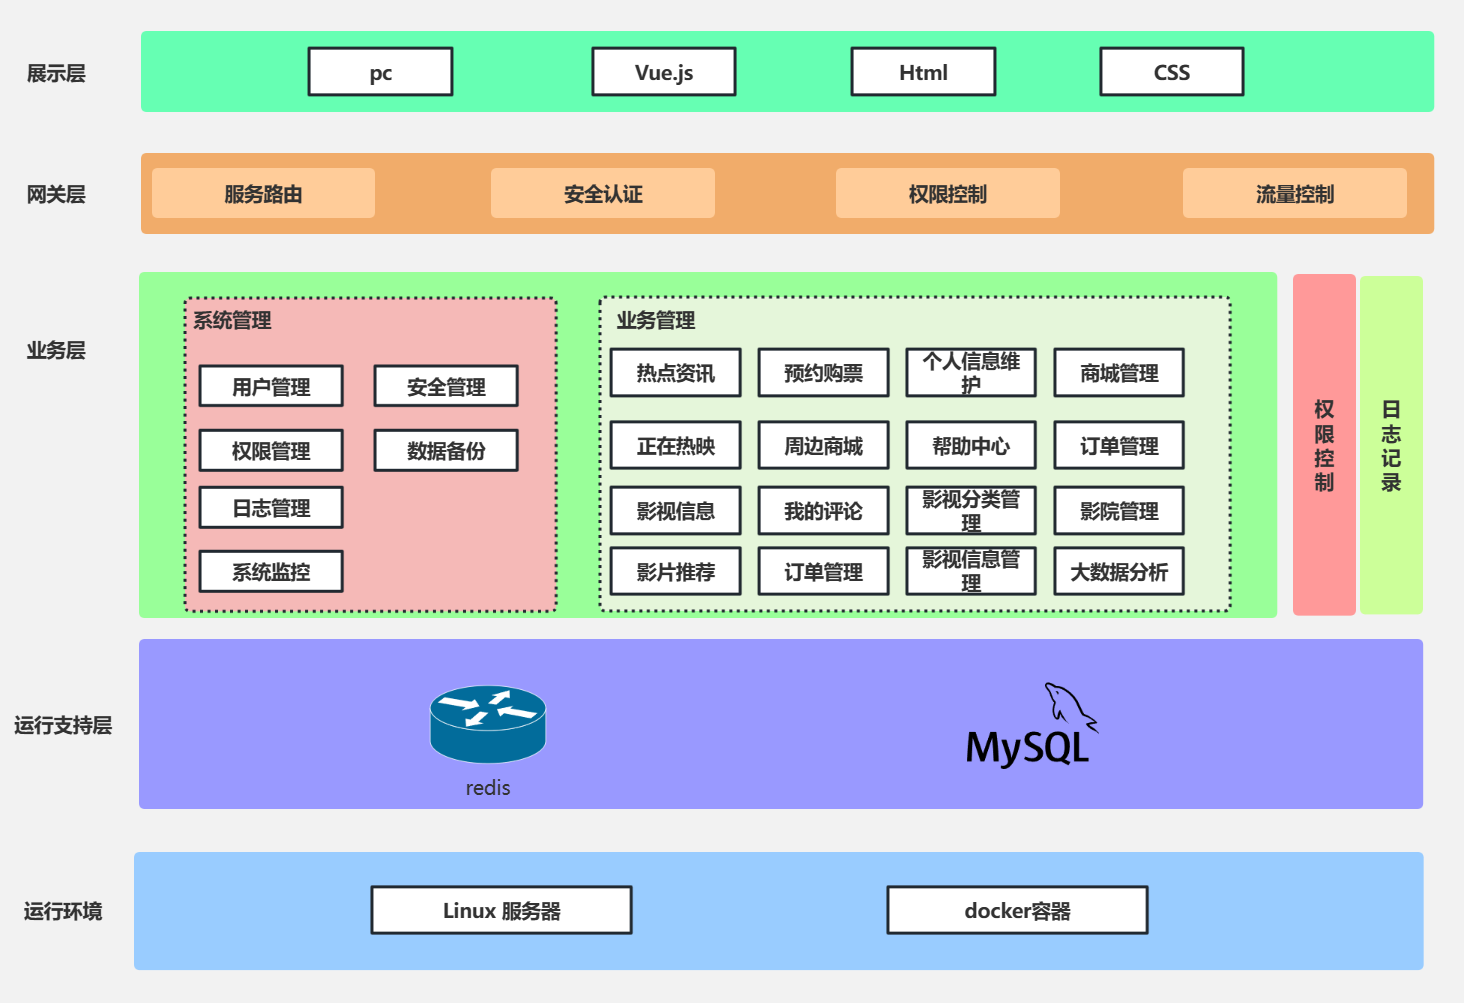 展示层
pc
Vue.js
Html
CSS
网关层
服务路由
安全认证
权限控制
流量控制
业务层
系统管理
用户管理
安全管理
权限管理
数据备份
日志管理
系统监控
业务管理
热点资讯
预约购票
个人信息维
护
商城管理
正在热映
周边商城
帮助中心
订单管理
影视信息
我的评论
影视分类管
理
影院管理
影片推荐
订单管理
影视信息管
理
大数据分析
权限控制
日志记录
运行支持层
redis
MySQL
运行环境
Linux 服务器
docker容器